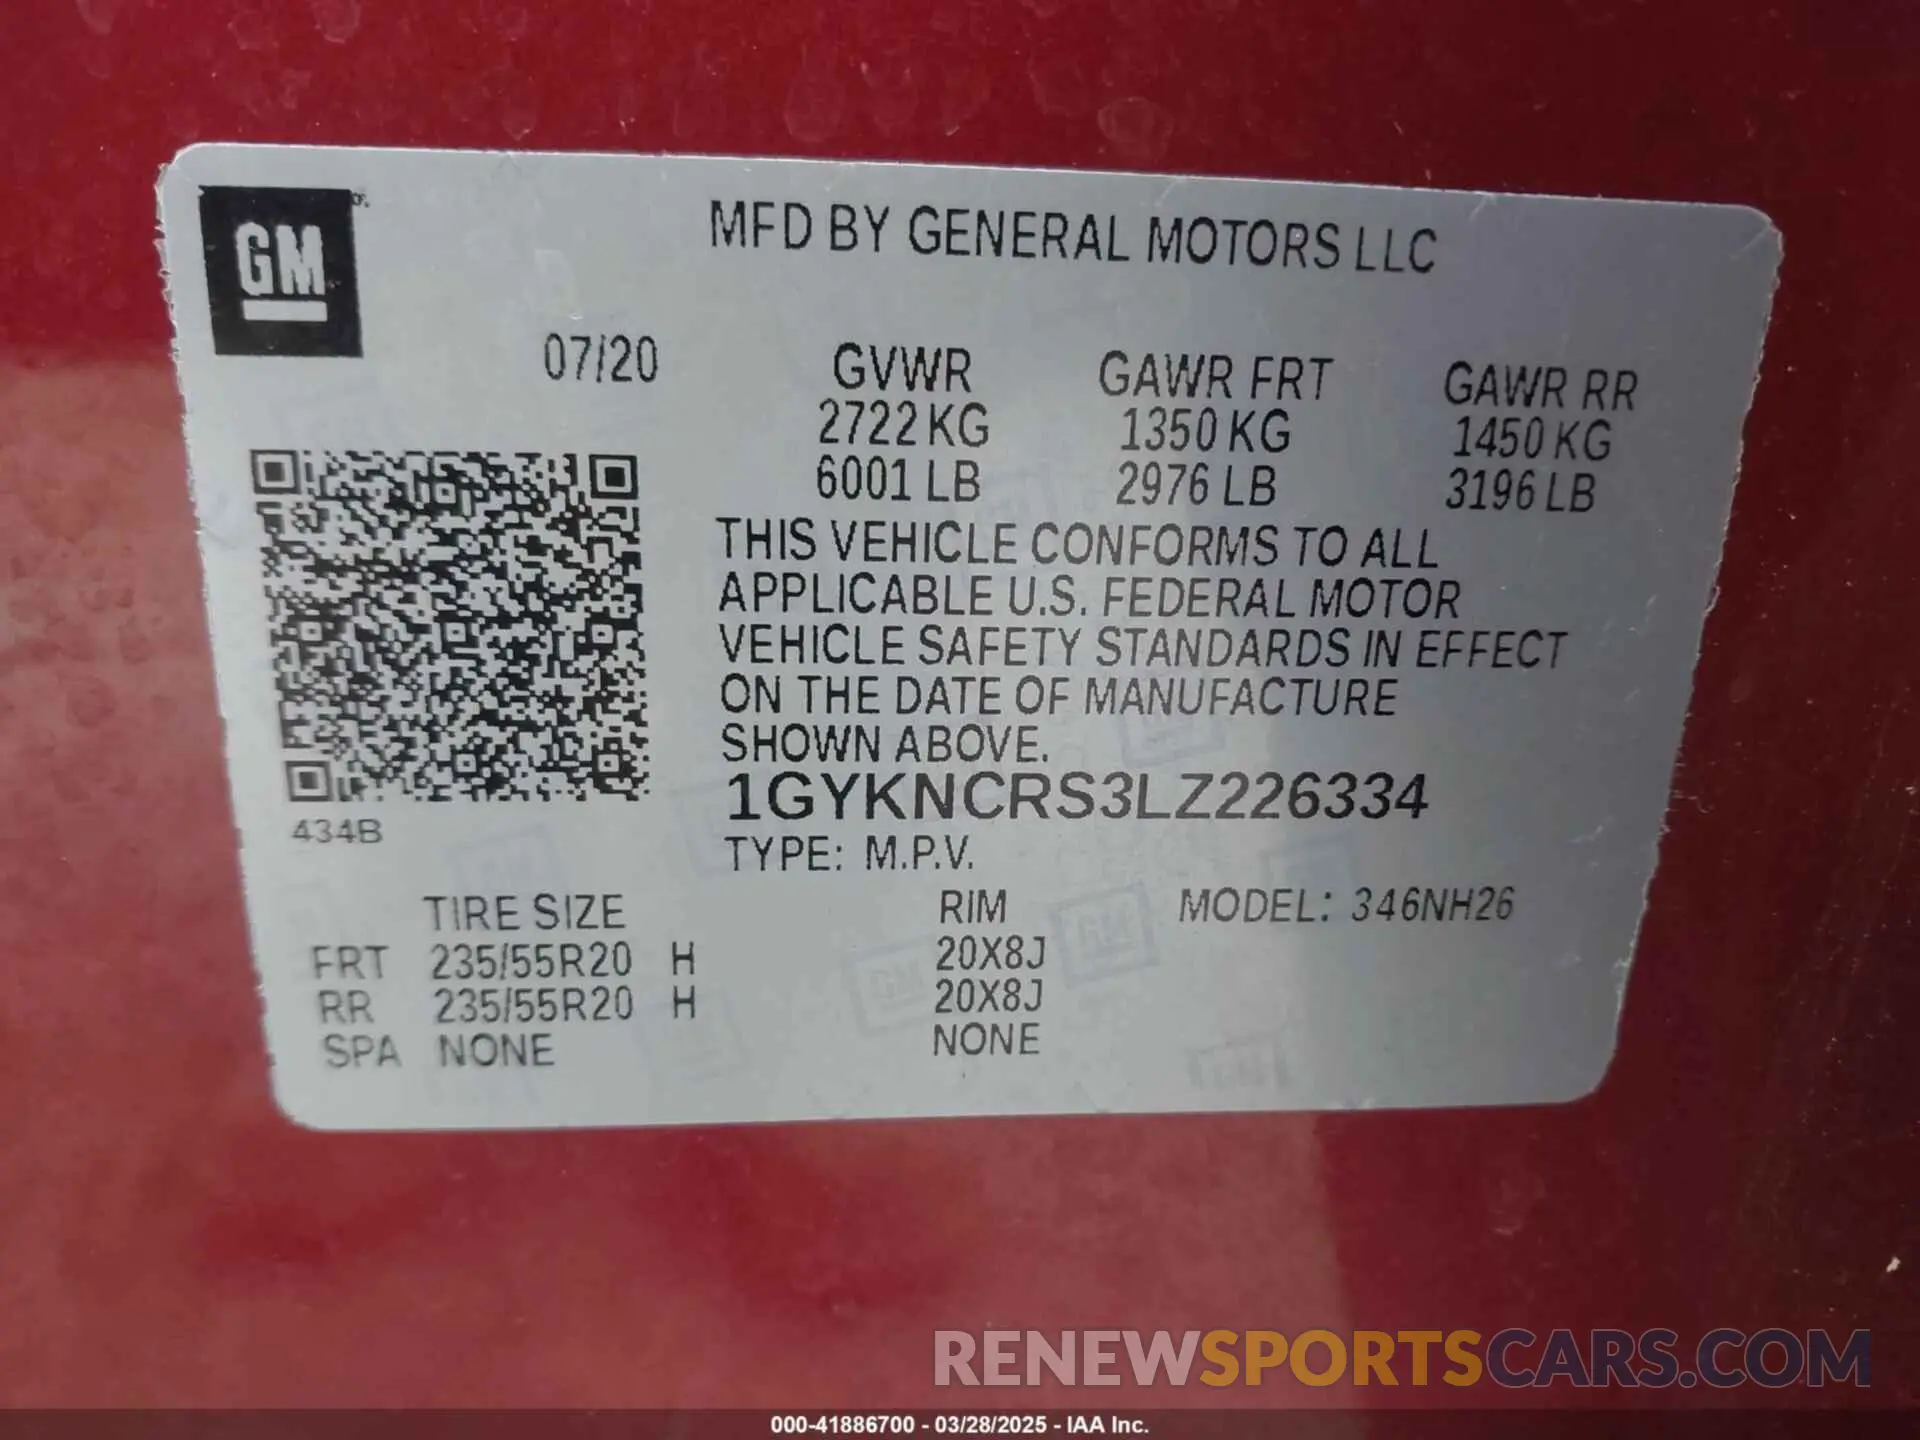 GM
MFD BY GENERAL MOTORS LLC
07/20
GVWR GAWR FRT GAWR RR
2722 KG 1350 KG 1450 KG
6001 LB 2976 LB 3196 LB
THIS VEHICLE CONFORMS TO ALL
APPLICABLE U.S. FEDERAL MOTOR
VEHICLE SAFETY STANDARDS IN EFFECT
ON THE DATE OF MANUFACTURE
SHOWN ABOVE.
1GYKNCRS3LZ226334
434B
TYPE: M.P.V.
TIRE SIZE RIM MODEL: 346NH26
FRT 235/55R20 H 20X8J
RR 235/55R20 H 20X8J
SPA NONE NONE
RENEWSPORTSCARS.COM
000-41886700 - 03/28/2025 - IAA Inc.